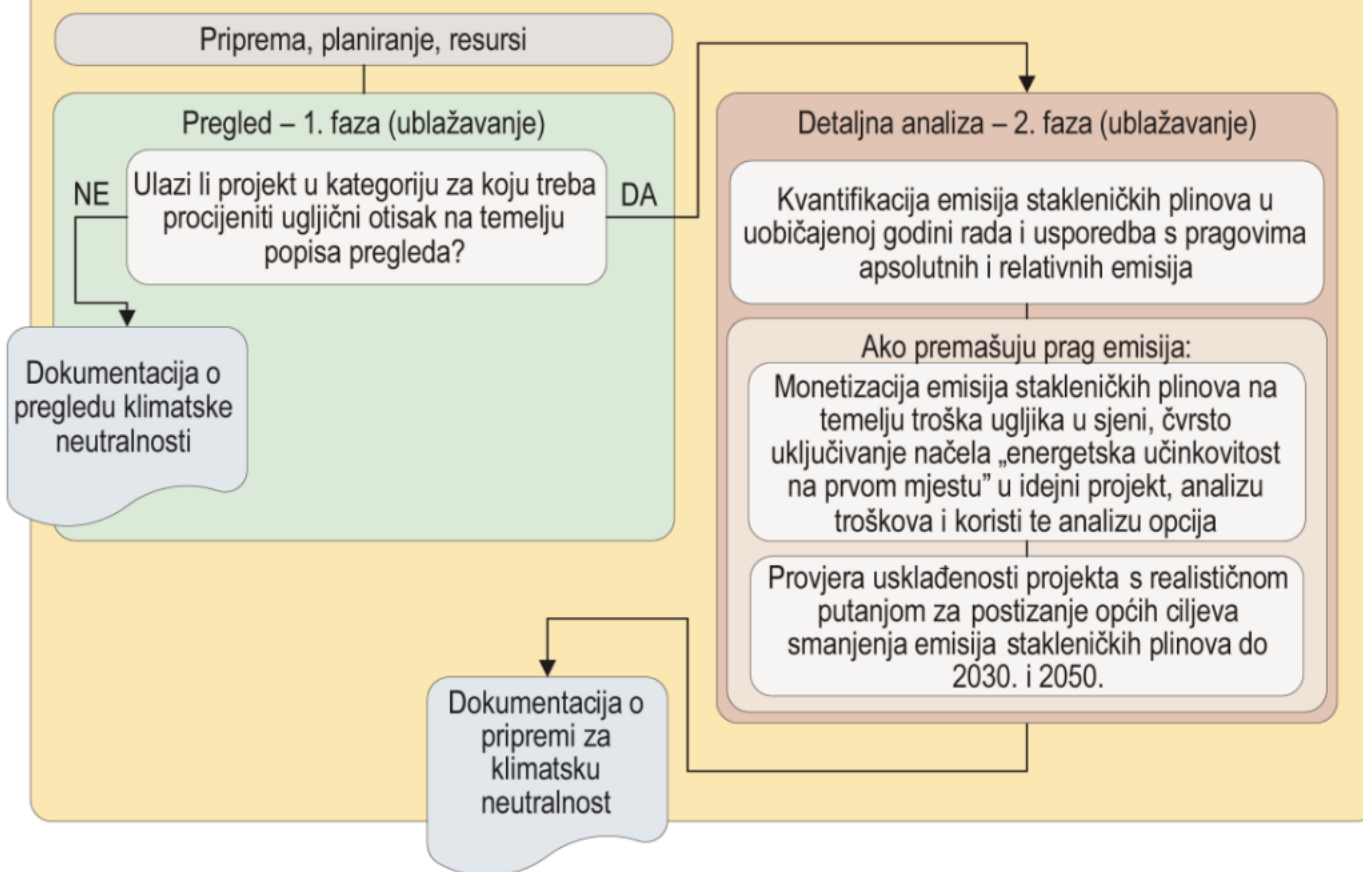 Priprema, planiranje, resursi
Pregled – 1. faza (ublažavanje)
NE
Ulazi li projekt u kategoriju za koju treba
procijeniti ugljični otisak na temelju
popisa pregleda?
DA
Dokumentacija o
pregledu klimatske
neutralnosti
Detaljna analiza – 2. faza (ublažavanje)
Kvantifikacija emisija stakleničkih plinova u
uobičajenoj godini rada i usporedba s pragovima
apsolutnih i relativnih emisija
Ako premašuju prag emisija:
Monetizacija emisija stakleničkih plinova na
temelju troška ugljika u sjeni, čvrsto
uključivanje načela „energetska učinkovitost
na prvom mjestu” u idejni projekt, analizu
troškova i koristi te analizu opcija
Provjera usklađenosti projekta s realističnom
putanjom za postizanje općih ciljeva
smanjenja emisija stakleničkih plinova do
2030. i 2050.
Dokumentacija o
pripremi za
klimatsku
neutralnost